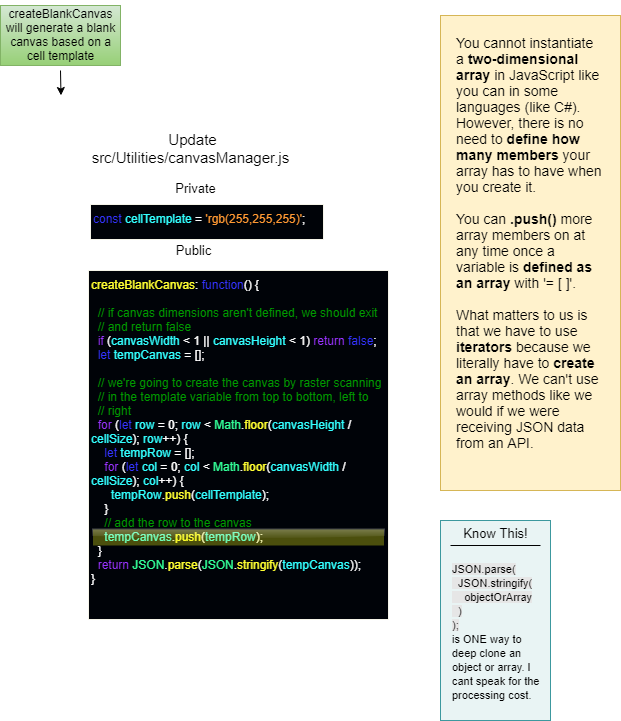 createBlankCanvas
will generate a blank
canvas based on a
cell template
Update
src/Utilities/canvasManager.js
Private
const cellTemplate = 'rgb(255,255,255)';
Public
createBlankCanvas: function() {
// if canvas dimensions aren't defined, we should exit
// and return false
if (canvasWidth < 1 || canvasHeight < 1) return false;
let tempCanvas = [];
// we're going to create the canvas by raster scanning
// in the template variable from top to bottom, left to
// right
for (let row = 0; row < Math.floor(canvasHeight /
cellSize); row++) {
let tempRow = [];
for (let col = 0; col < Math.floor(canvasWidth /
cellSize); col++) {
tempRow.push(cellTemplate);
}
// add the row to the canvas
tempCanvas.push(tempRow);
}
return JSON.parse(JSON.stringify(tempCanvas));
}
You cannot instantiate
a two-dimensional
array in JavaScript like
you can in some
languages (like C#).
However, there is no
need to define how
many members your
array has to have when
you create it.
You can .push() more
array members on at
any time once a
variable is defined as
an array with '= [ ]'.
What matters to us is
that we have to use
iterators because we
literally have to create
an array. We can't use
array methods like we
would if we were
receiving JSON data
from an API.
Know This!
JSON.parse(
JSON.stringify(
objectOrArray
)
);
is ONE way to
deep clone an
object or array. I
cant speak for the
processing cost.